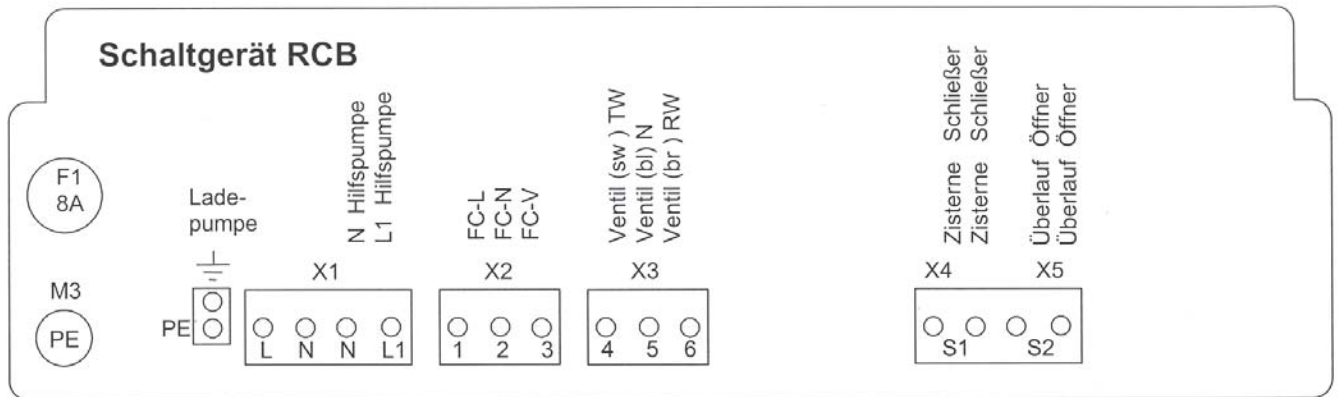 Schaltgerät RCB
F1
8A
Lade-
pumpe
N Hilfspumpe
L1 Hilfspumpe
FC-L
FC-N
FC-V
Ventil (sw ) TW
Ventil (bl) N
Ventil (br ) RW
Zisterne Schließer
Zisterne Schließer
Überlauf Öffner
Überlauf Öffner
M3
PE
PE
X1
X2
X3
X4
X5
L N N L1
1 2 3
4 5 6
S1 S2